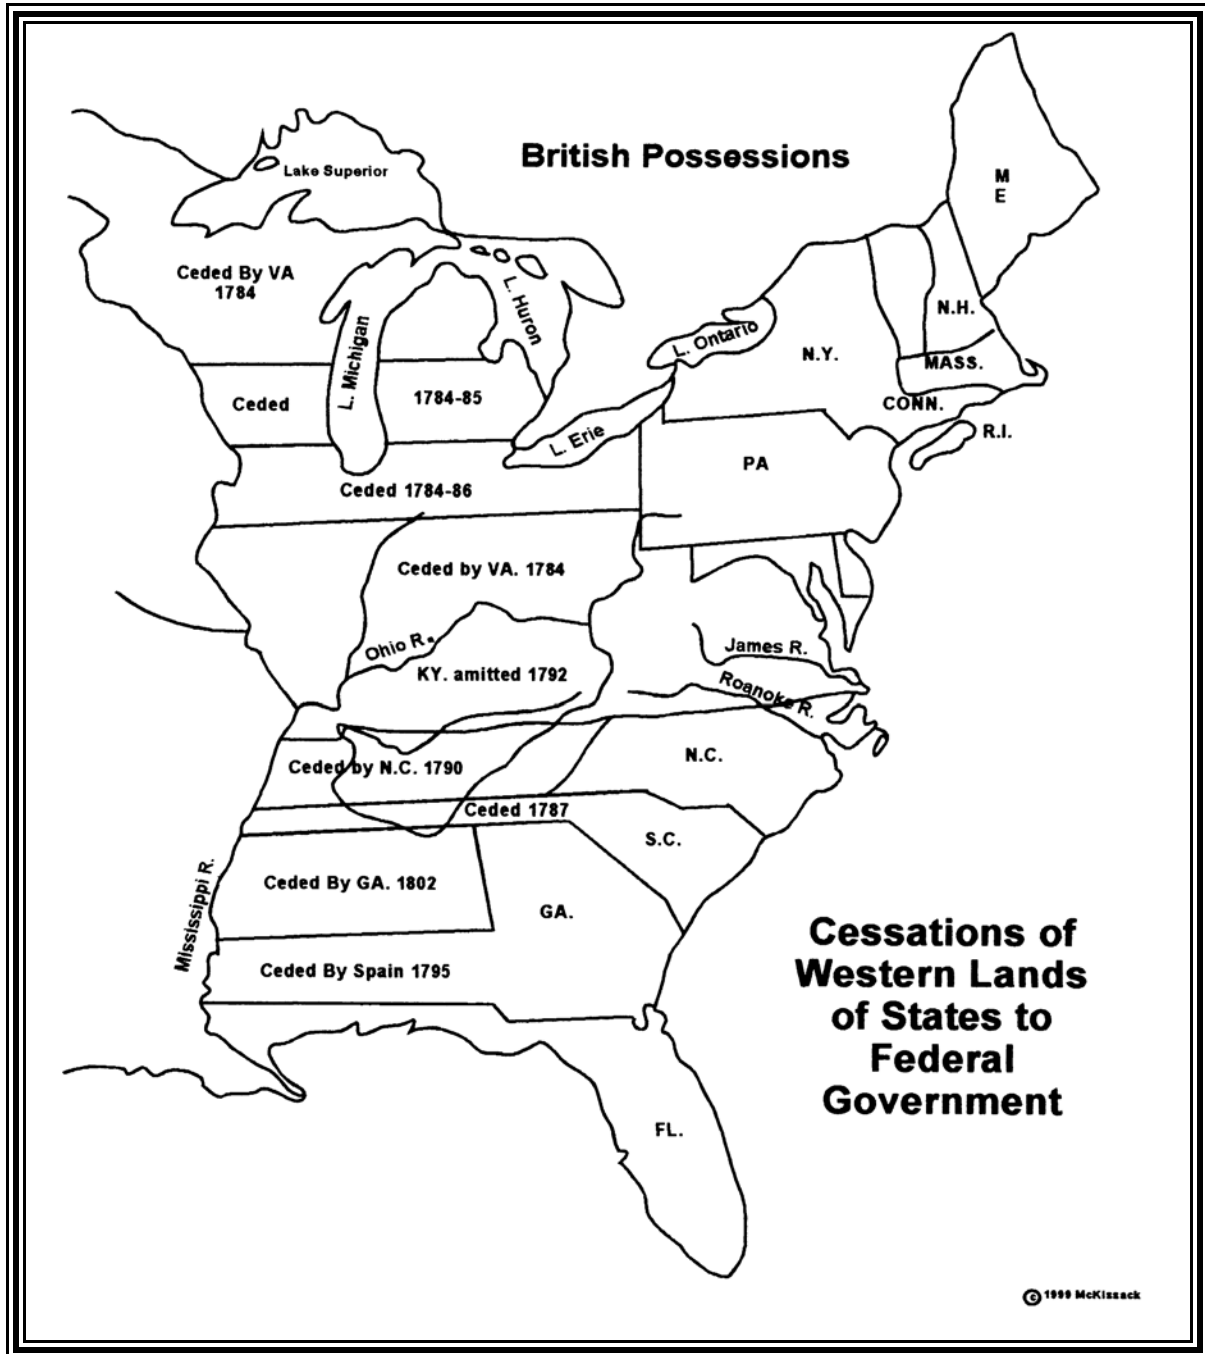 British Possessions
M
E
Lake Superior
Ceded By VA
1784
L. Huron
N.H.
L. Michigan
L. Ontario
N.Y.
MASS.
Ceded
1784-85
CONN.
L. Erie
R.I.
PA
Ceded 1784-86
Ceded by VA. 1784
Ohio R.
James R.
KY. amitted 1792
Roanoke R.
N.C.
Ceded by N.C. 1790
Ceded 1787
S.C.
Mississippi R.
Ceded By GA. 1802
GA.
Ceded By Spain 1795
Cessations of
Western Lands
of States to
Federal
Government
FL.
© 1999 McKissack